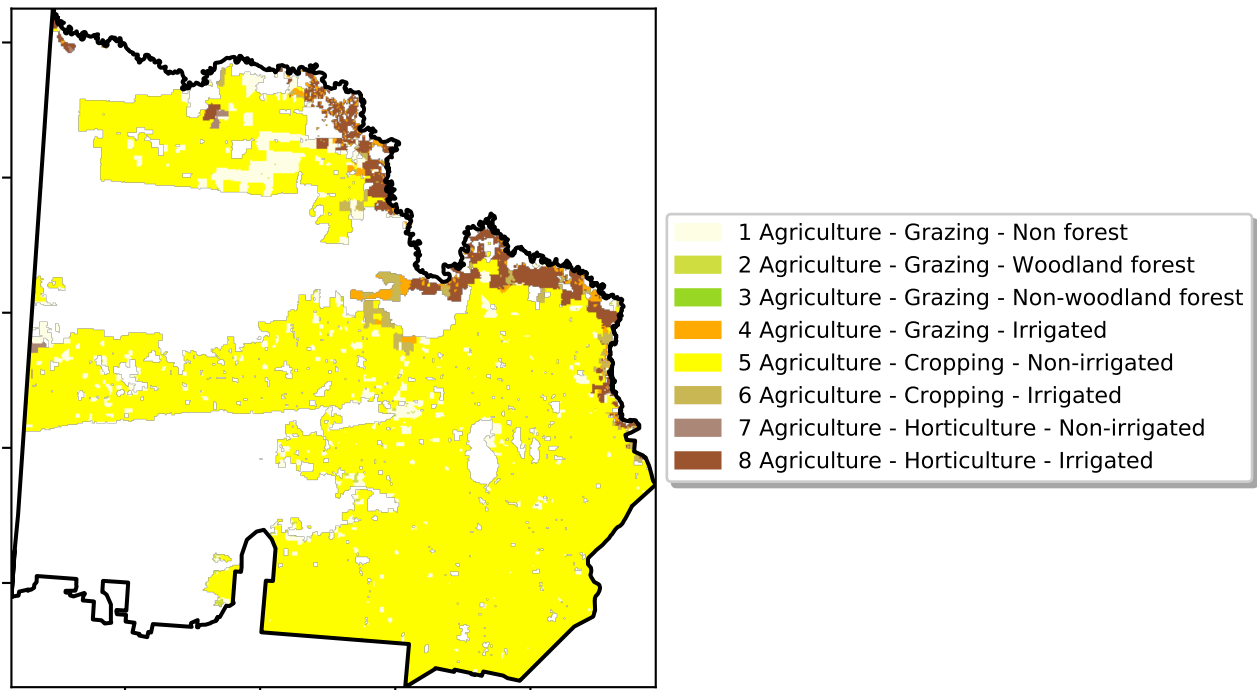 1 Agriculture - Grazing - Non forest
2 Agriculture - Grazing - Woodland forest
3 Agriculture - Grazing - Non-woodland forest
4 Agriculture - Grazing - Irrigated
5 Agriculture - Cropping - Non-irrigated
6 Agriculture - Cropping - Irrigated
7 Agriculture - Horticulture - Non-irrigated
8 Agriculture - Horticulture - Irrigated